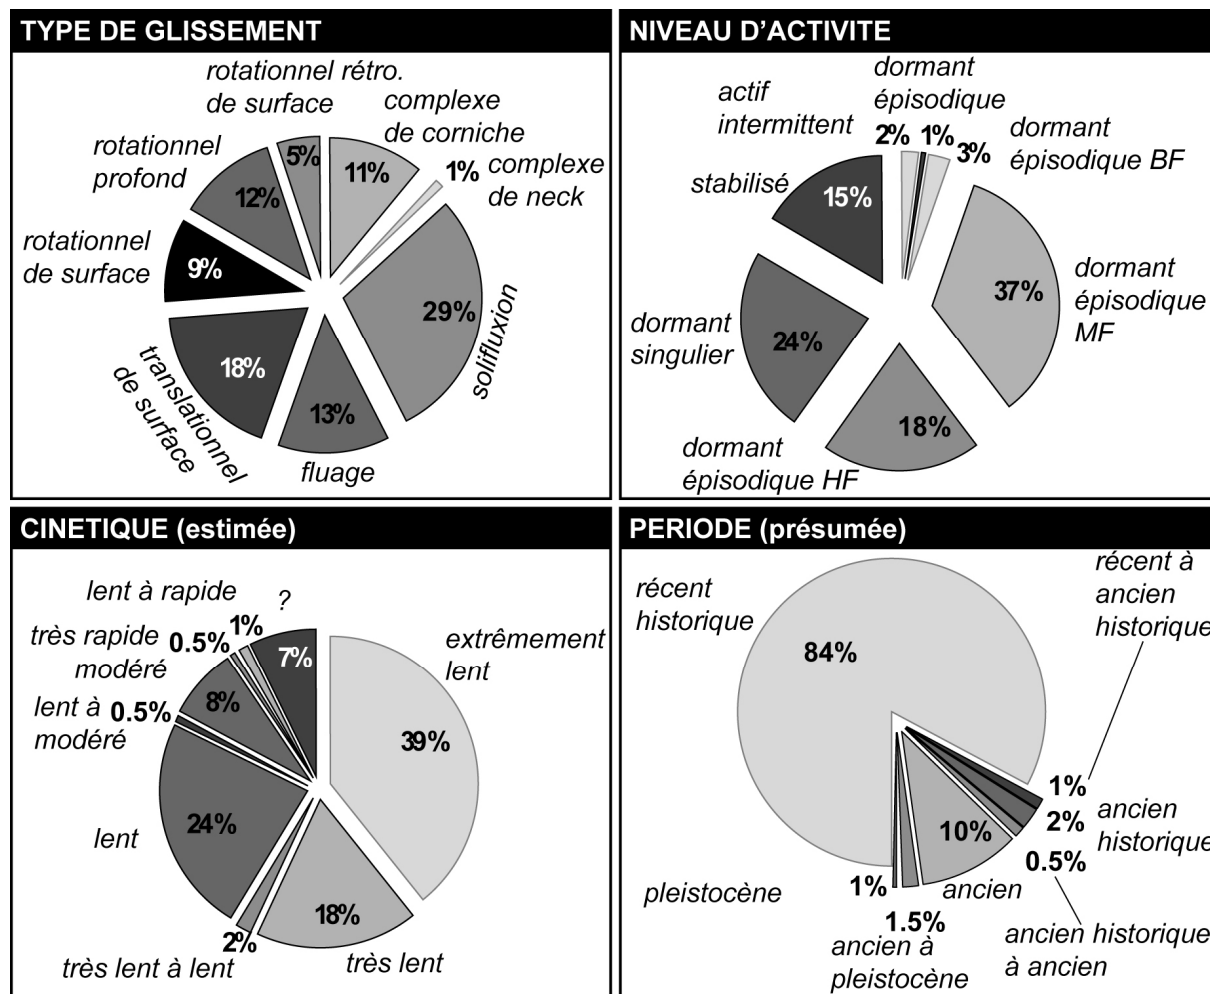 TYPE DE GLISSEMENT
rotationnel rétro.
de surface
complexe
de corniche
rotationnel
profond
5%
11%
1%
complexe
de neck
12%
rotationnel
de surface
9%
29%
solifluxion
18%
translationnel
de surface
13%
fluage
NIVEAU D’ACTIVITE
dormant
épisodique
actif
intermittent
2%
1%
3%
dormant
épisodique BF
stabilisé
15%
37%
dormant
épisodique
MF
dormant
singulier
24%
18%
dormant
épisodique HF
CINETIQUE (estimée)
lent à rapide
?
très rapide
modéré
0.5%
1%
7%
extrêmement
lent
lent à
modéré
0.5%
8%
39%
24%
lent
18%
2%
très lent à lent
très lent
PERIODE (présumée)
récent
historique
récent à
ancien
historique
84%
1%
2%
ancien
historique
10%
0.5%
pleistocène
1%
ancien
1.5%
ancien à
pleistocène
ancien historique
à ancien